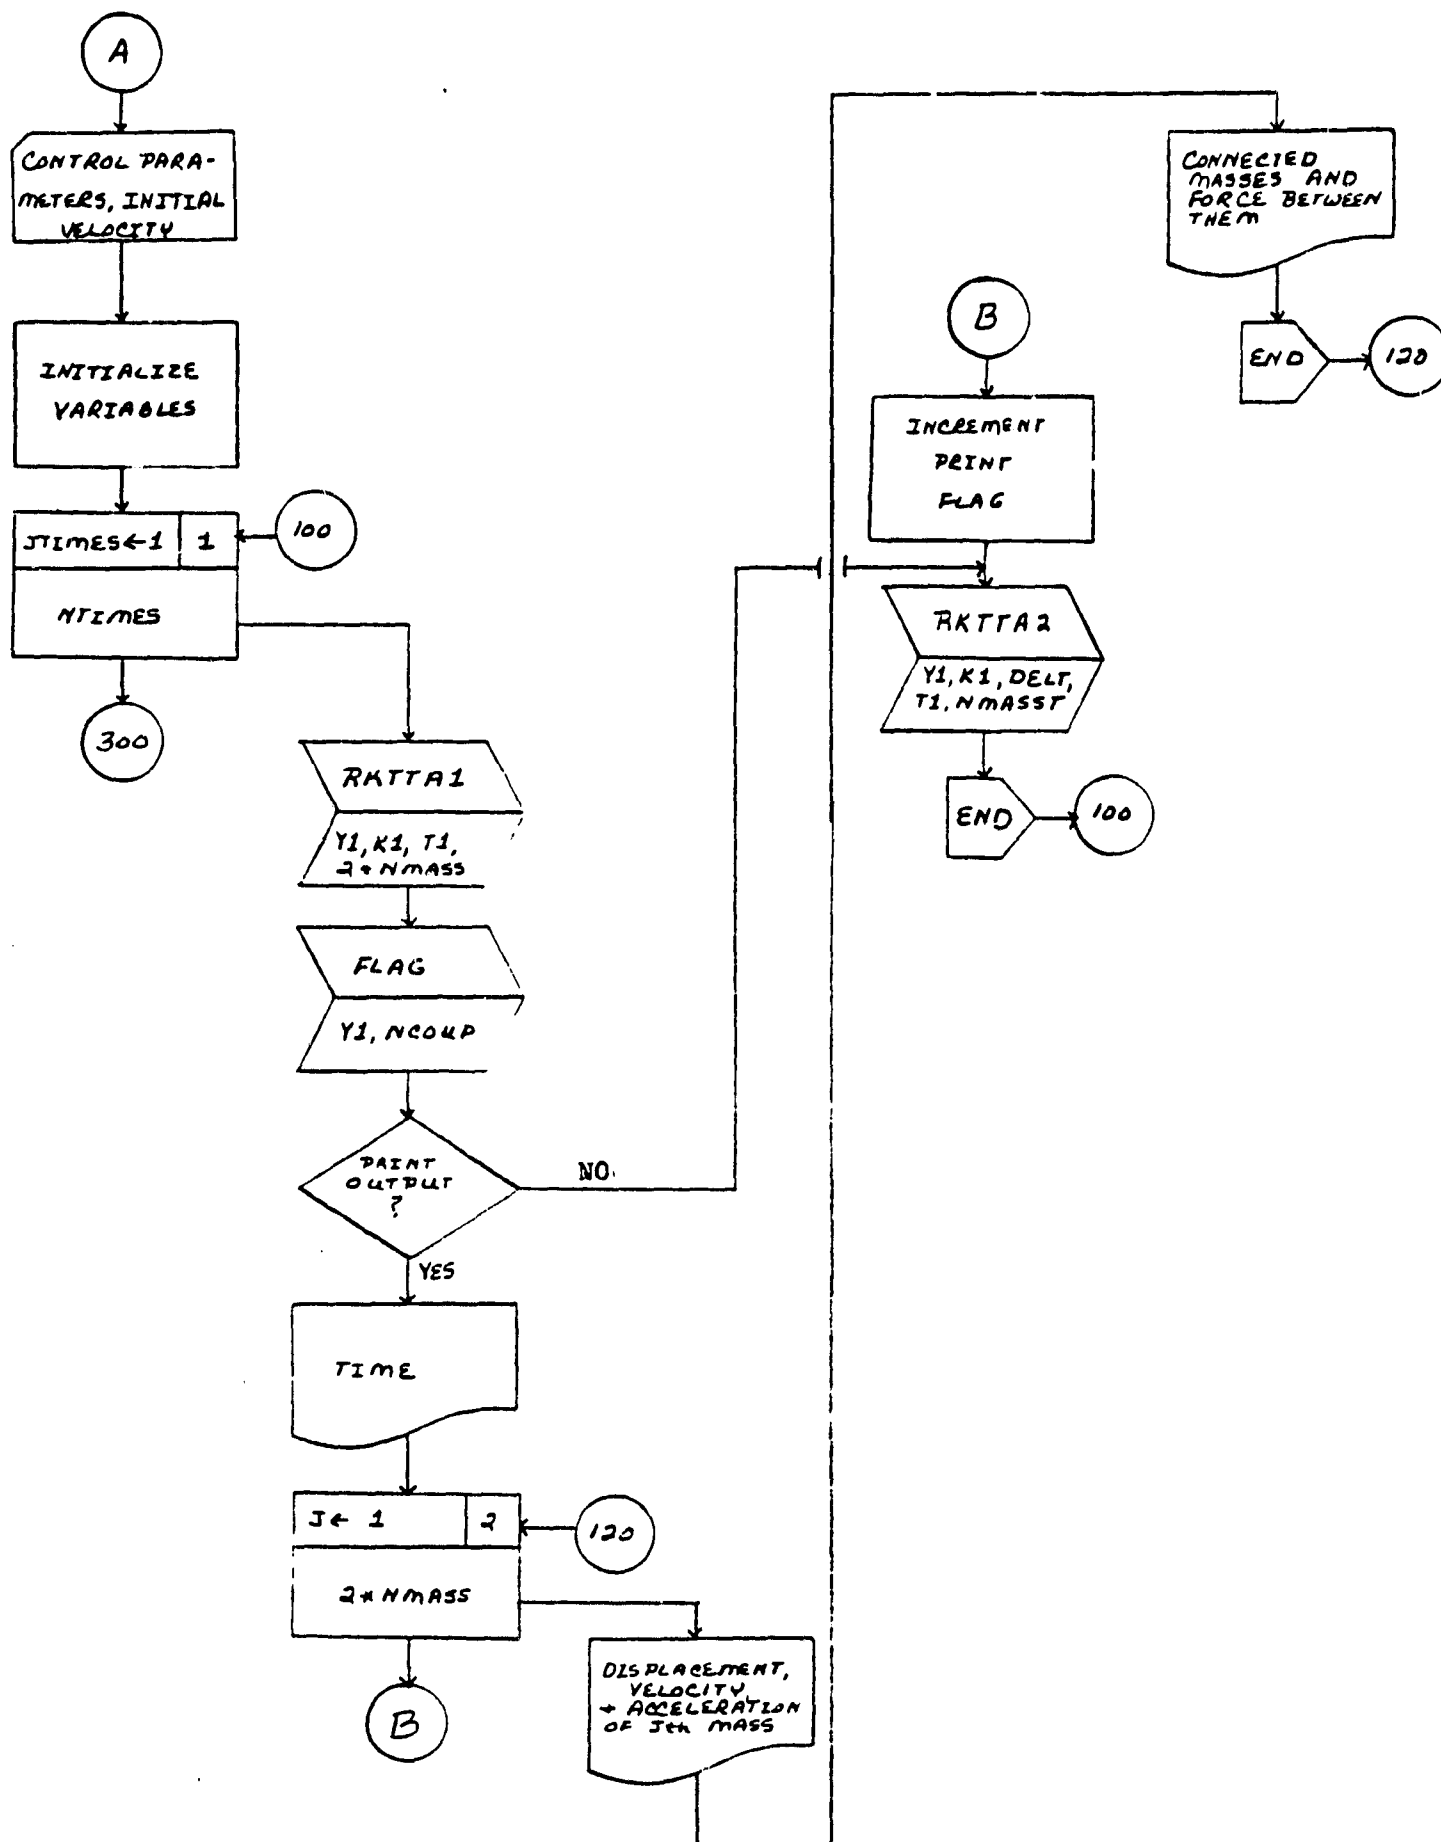 A
CONTROL PARA-
METERS, INITIAL
VELOCITY
INITIALIZE
VARIABLES
JTIMES←1
1
100
NTIMES
300
RKTTA1
Y1, K1, T1,
2*NMASS
FLAG
Y1, NCOUP
PRINT
OUTPUT
?
NO
YES
TIME
J← 1
2
120
2*NMASS
B
DISPLACEMENT,
VELOCITY,
+ ACCELERATION
OF Jth MASS
CONNECTED
MASSES AND
FORCE BETWEEN
THEM
END
120
B
INCREMENT
PRINT
FLAG
RKTTA2
Y1, K1, DELT,
T1, NMASST
END
100